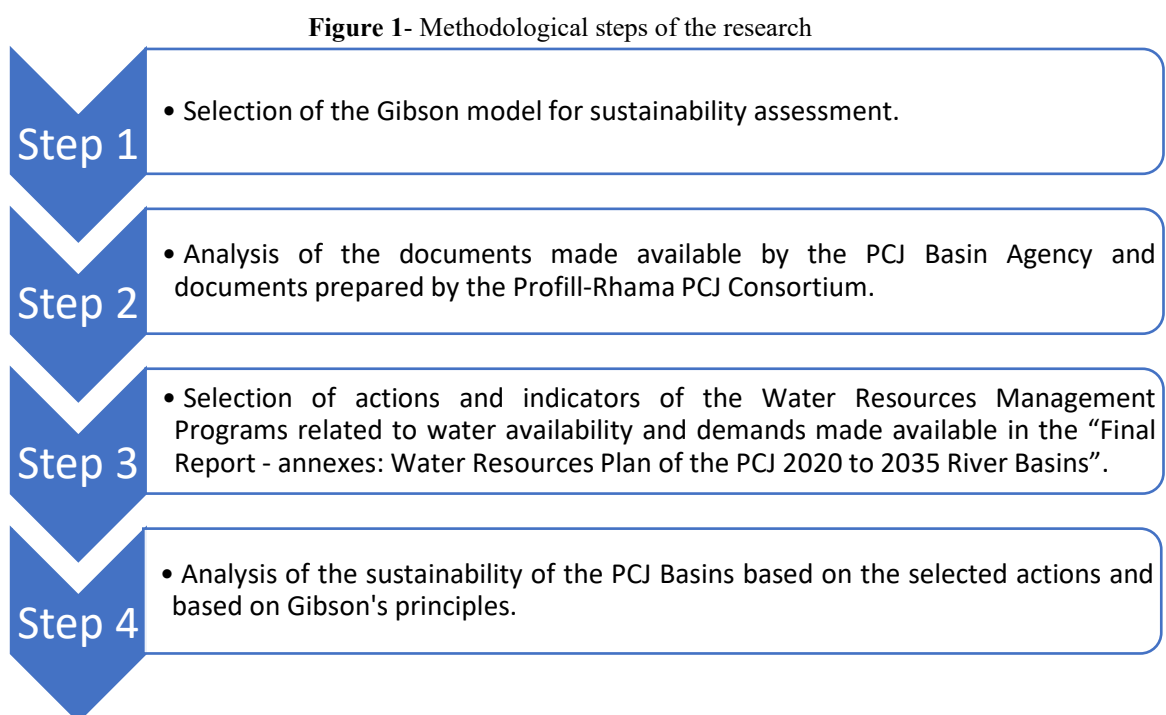 Figure 1- Methodological steps of the research
Step 1
• Selection of the Gibson model for sustainability assessment.
Step 2
• Analysis of the documents made available by the PCJ Basin Agency and
documents prepared by the Profill-Rhama PCJ Consortium.
Step 3
• Selection of actions and indicators of the Water Resources Management
Programs related to water availability and demands made available in the “Final
Report - annexes: Water Resources Plan of the PCJ 2020 to 2035 River Basins”.
Step 4
• Analysis of the sustainability of the PCJ Basins based on the selected actions and
based on Gibson's principles.